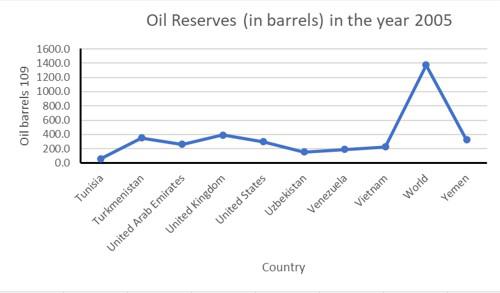 Oil Reserves (in barrels) in the year 2005
Oil barrels 109
1600.0
1400.0
1200.0
1000.0
800.0
600.0
400.0
200.0
0.0
Tunisia
Turkmenistan
United Arab Emirates
United Kingdom
United States
Uzbekistan
Venezuela
Vietnam
World
Yemen
Country